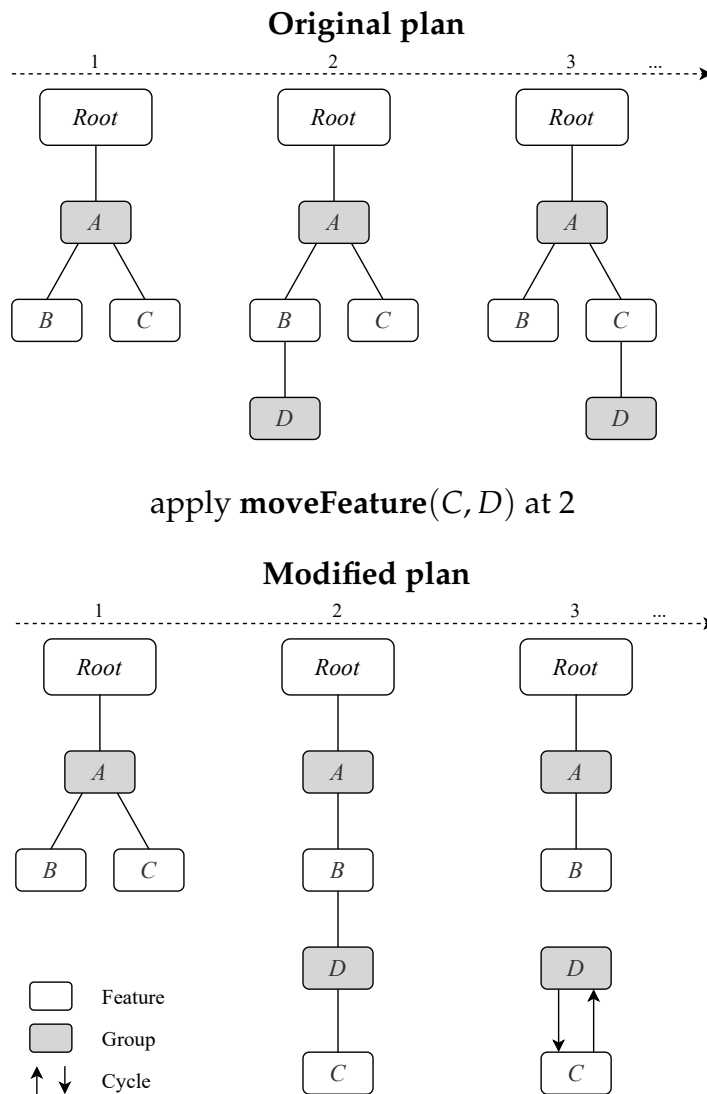 Original plan
1 2 3 ...
Root Root Root
A A A
B C B C B C
D D
apply moveFeature(C, D) at 2
Modified plan
1 2 3 ...
Root Root Root
A A A
B C B B
D D
Feature
Group
C C
Cycle